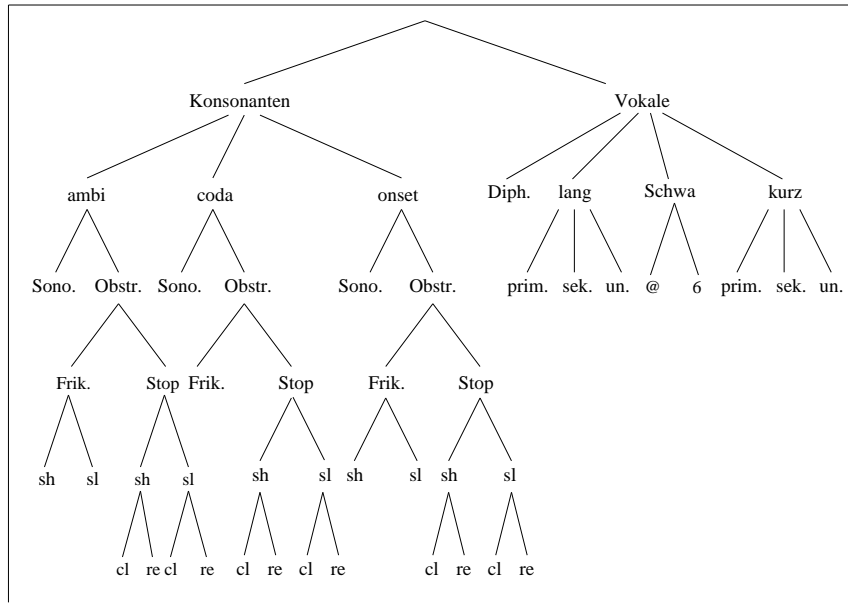 Konsonanten Vokale
ambi coda onset Diph. lang Schwa kurz
Sono. Obstr. Sono. Obstr. Sono. Obstr. prim. sek. un. @ 6 prim. sek. un.
Frik. Stop Frik. Stop Frik. Stop
sh sl sh sl sh sl sh sl sh sl
cl re cl re cl re cl re cl re cl re